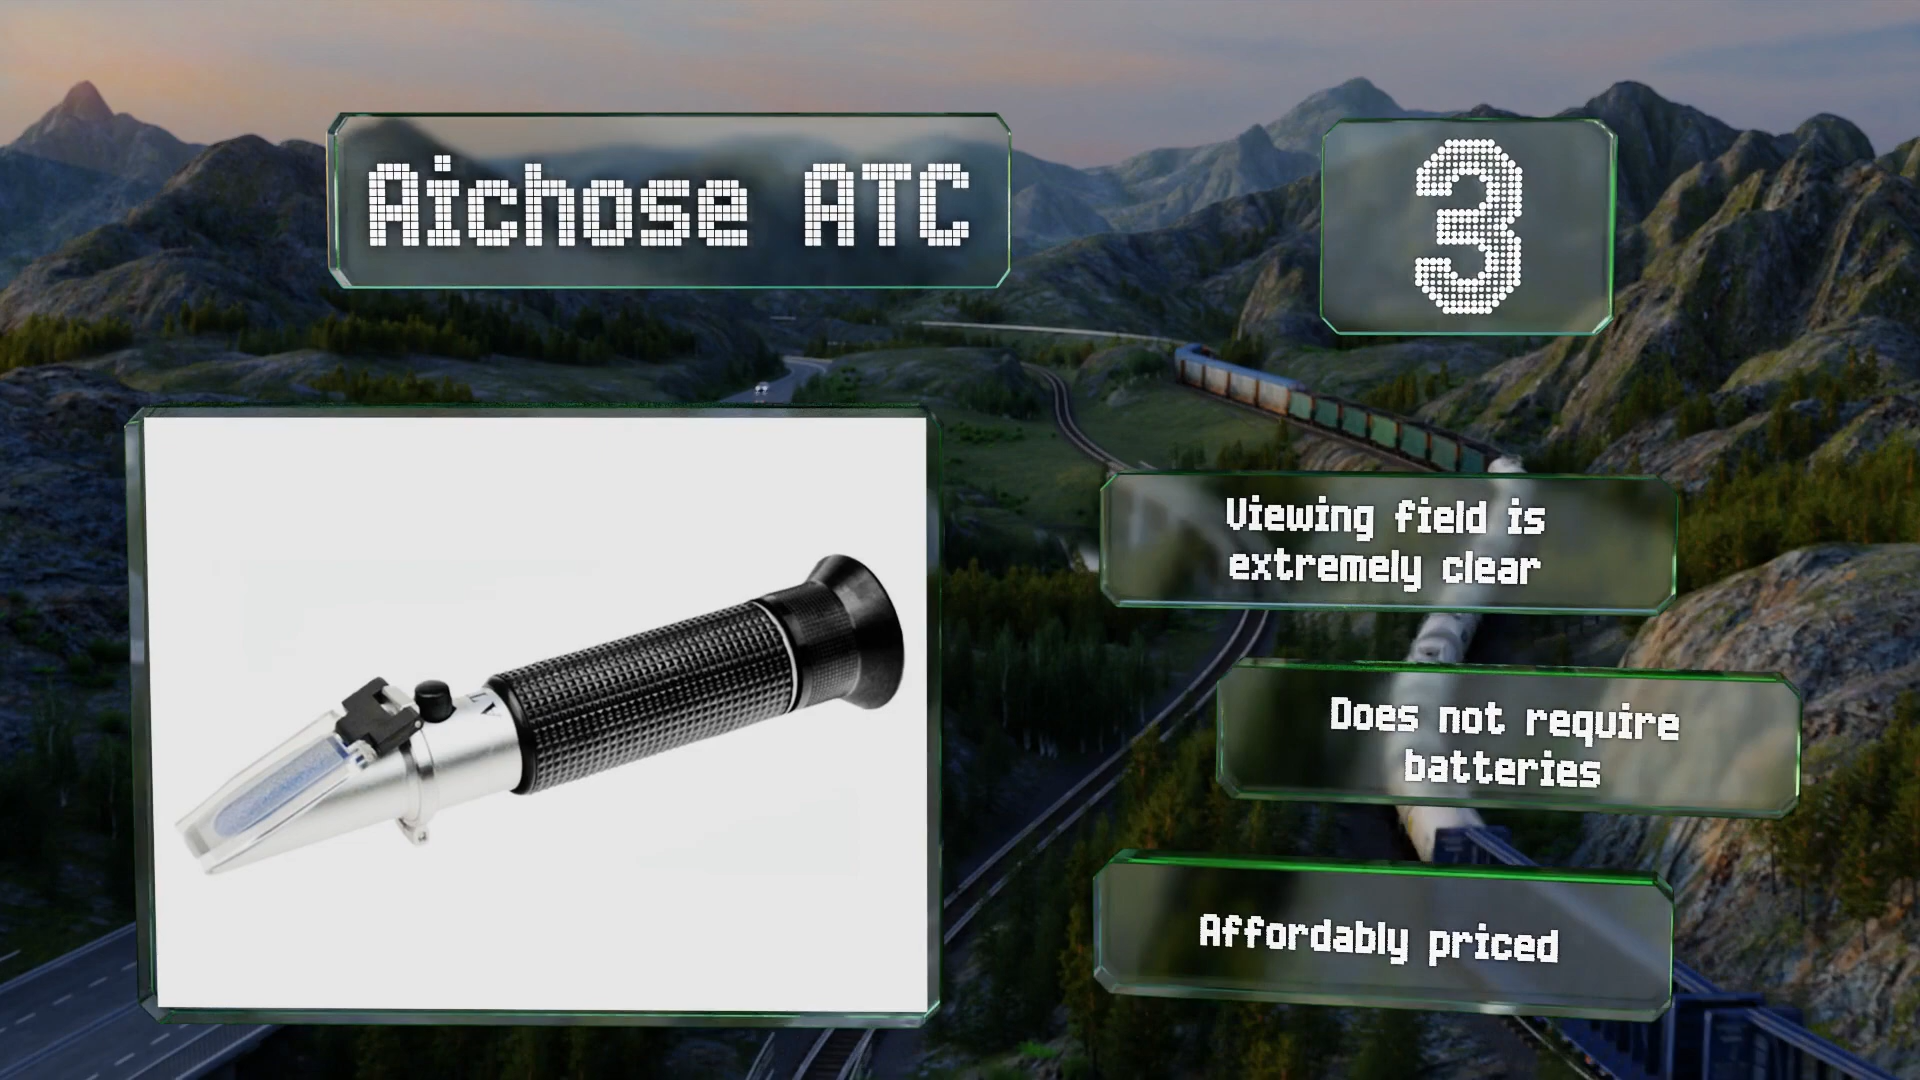 Aichose ATC
3
Viewing field is
extremely clear
Does not require
batteries
Affordably priced